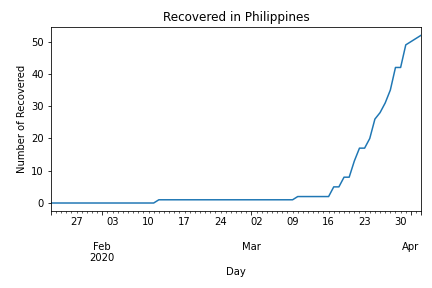 Recovered in Philippines
Number of Recovered
50
40
30
20
10
0
27 03 10 17 24 02 09 16 23 30
Feb Mar Apr
2020
Day